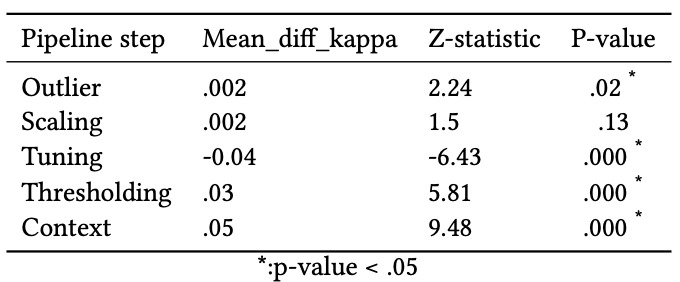 Pipeline step Mean_diff_kappa Z-statistic P-value
Outlier .002 2.24 .02 *
Scaling .002 1.5 .13
Tuning -0.04 -6.43 .000 *
Thresholding .03 5.81 .000 *
Context .05 9.48 .000 *
*:p-value < .05